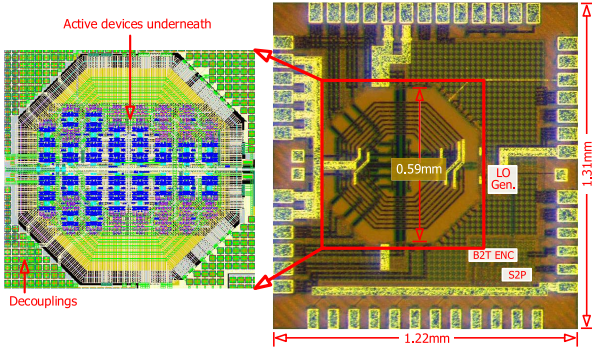 Active devices underneath
Decouplings
0.59mm
LO
Gen.
B2T ENC
S2P
1.31mm
1.22mm